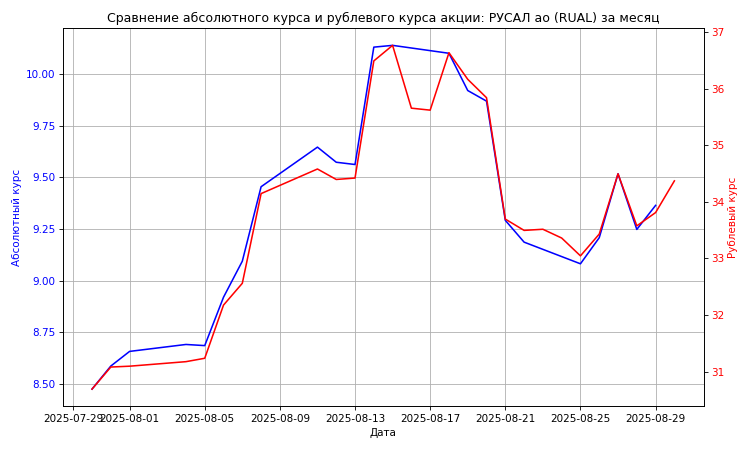 Сравнение абсолютного курса и рублевого курса акции: РУСАЛ ао (RUAL) за месяц
Абсолютный курс
10.00
9.75
9.50
9.25
9.00
8.75
8.50
37
36
35
34
33
32
31
Рублевый курс
2025-07-29 2025-08-01 2025-08-05 2025-08-09 2025-08-13 2025-08-17 2025-08-21 2025-08-25 2025-08-29
Дата